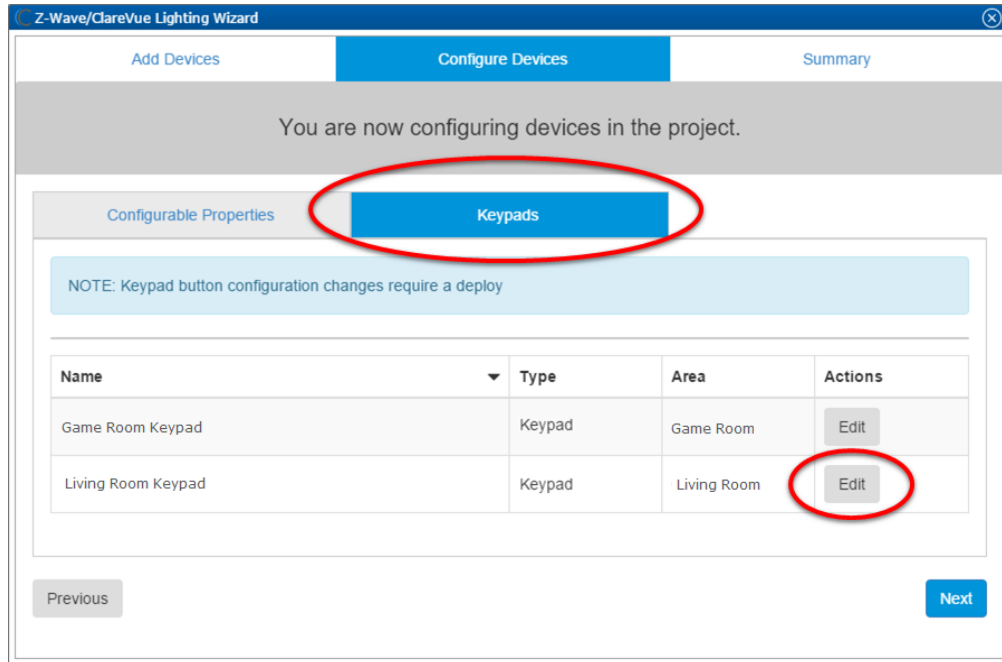 Z-Wave/ClareVue Lighting Wizard
Add Devices Configure Devices Summary
You are now configuring devices in the project.
Configurable Properties Keypads
NOTE: Keypad button configuration changes require a deploy
Name Type Area Actions
Game Room Keypad Keypad Game Room Edit
Living Room Keypad Keypad Living Room Edit
Previous Next